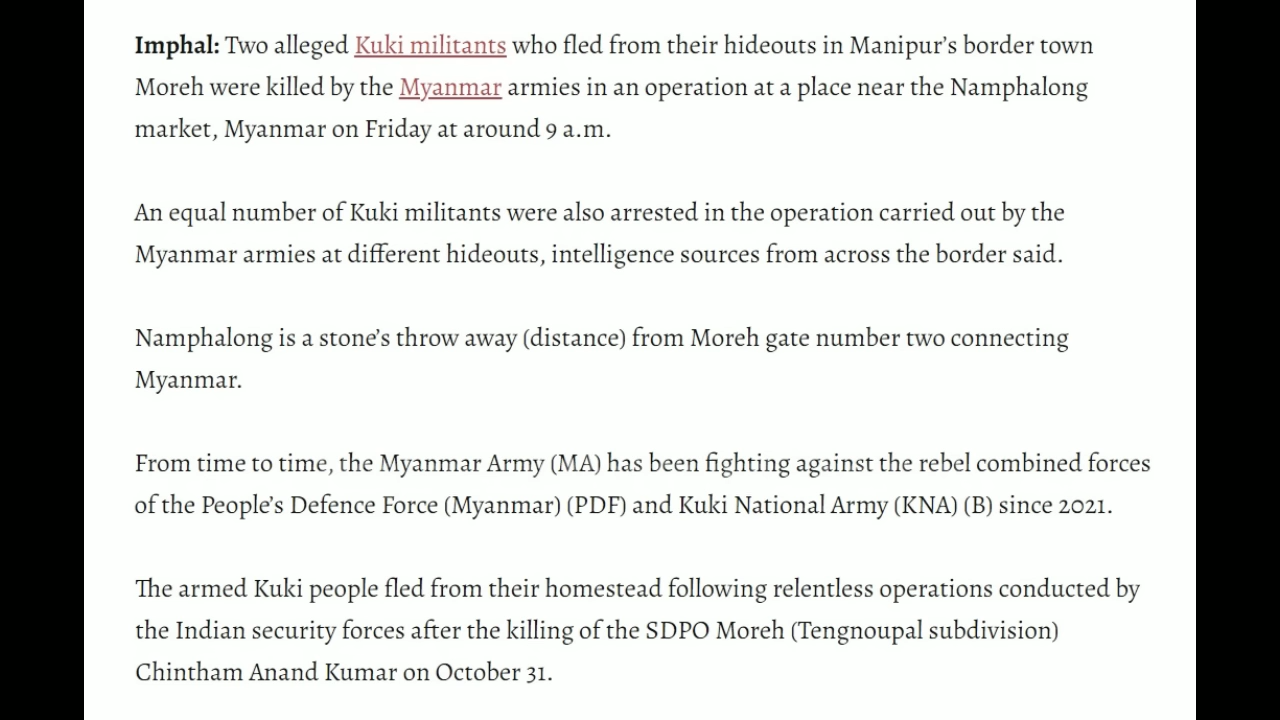 Imphal: Two alleged Kuki militants who fled from their hideouts in Manipur’s border town
Moreh were killed by the Myanmar armies in an operation at a place near the Namphalong
market, Myanmar on Friday at around 9 a.m.
An equal number of Kuki militants were also arrested in the operation carried out by the
Myanmar armies at different hideouts, intelligence sources from across the border said.
Namphalong is a stone’s throw away (distance) from Moreh gate number two connecting
Myanmar.
From time to time, the Myanmar Army (MA) has been fighting against the rebel combined forces
of the People’s Defence Force (Myanmar) (PDF) and Kuki National Army (KNA) (B) since 2021.
The armed Kuki people fled from their homestead following relentless operations conducted by
the Indian security forces after the killing of the SDPO Moreh (Tengnoupal subdivision)
Chintham Anand Kumar on October 31.